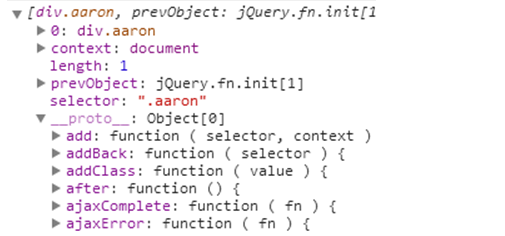 [div.aaron, prevObject: jQuery.fn.init[1
0: div.aaron
context: document
length: 1
prevObject: jQuery.fn.init[1]
selector: ".aaron"
__proto__: Object[0]
add: function ( selector, context )
addBack: function ( selector ) {
addClass: function ( value ) {
after: function () {
ajaxComplete: function ( fn ) {
ajaxError: function ( fn ) {